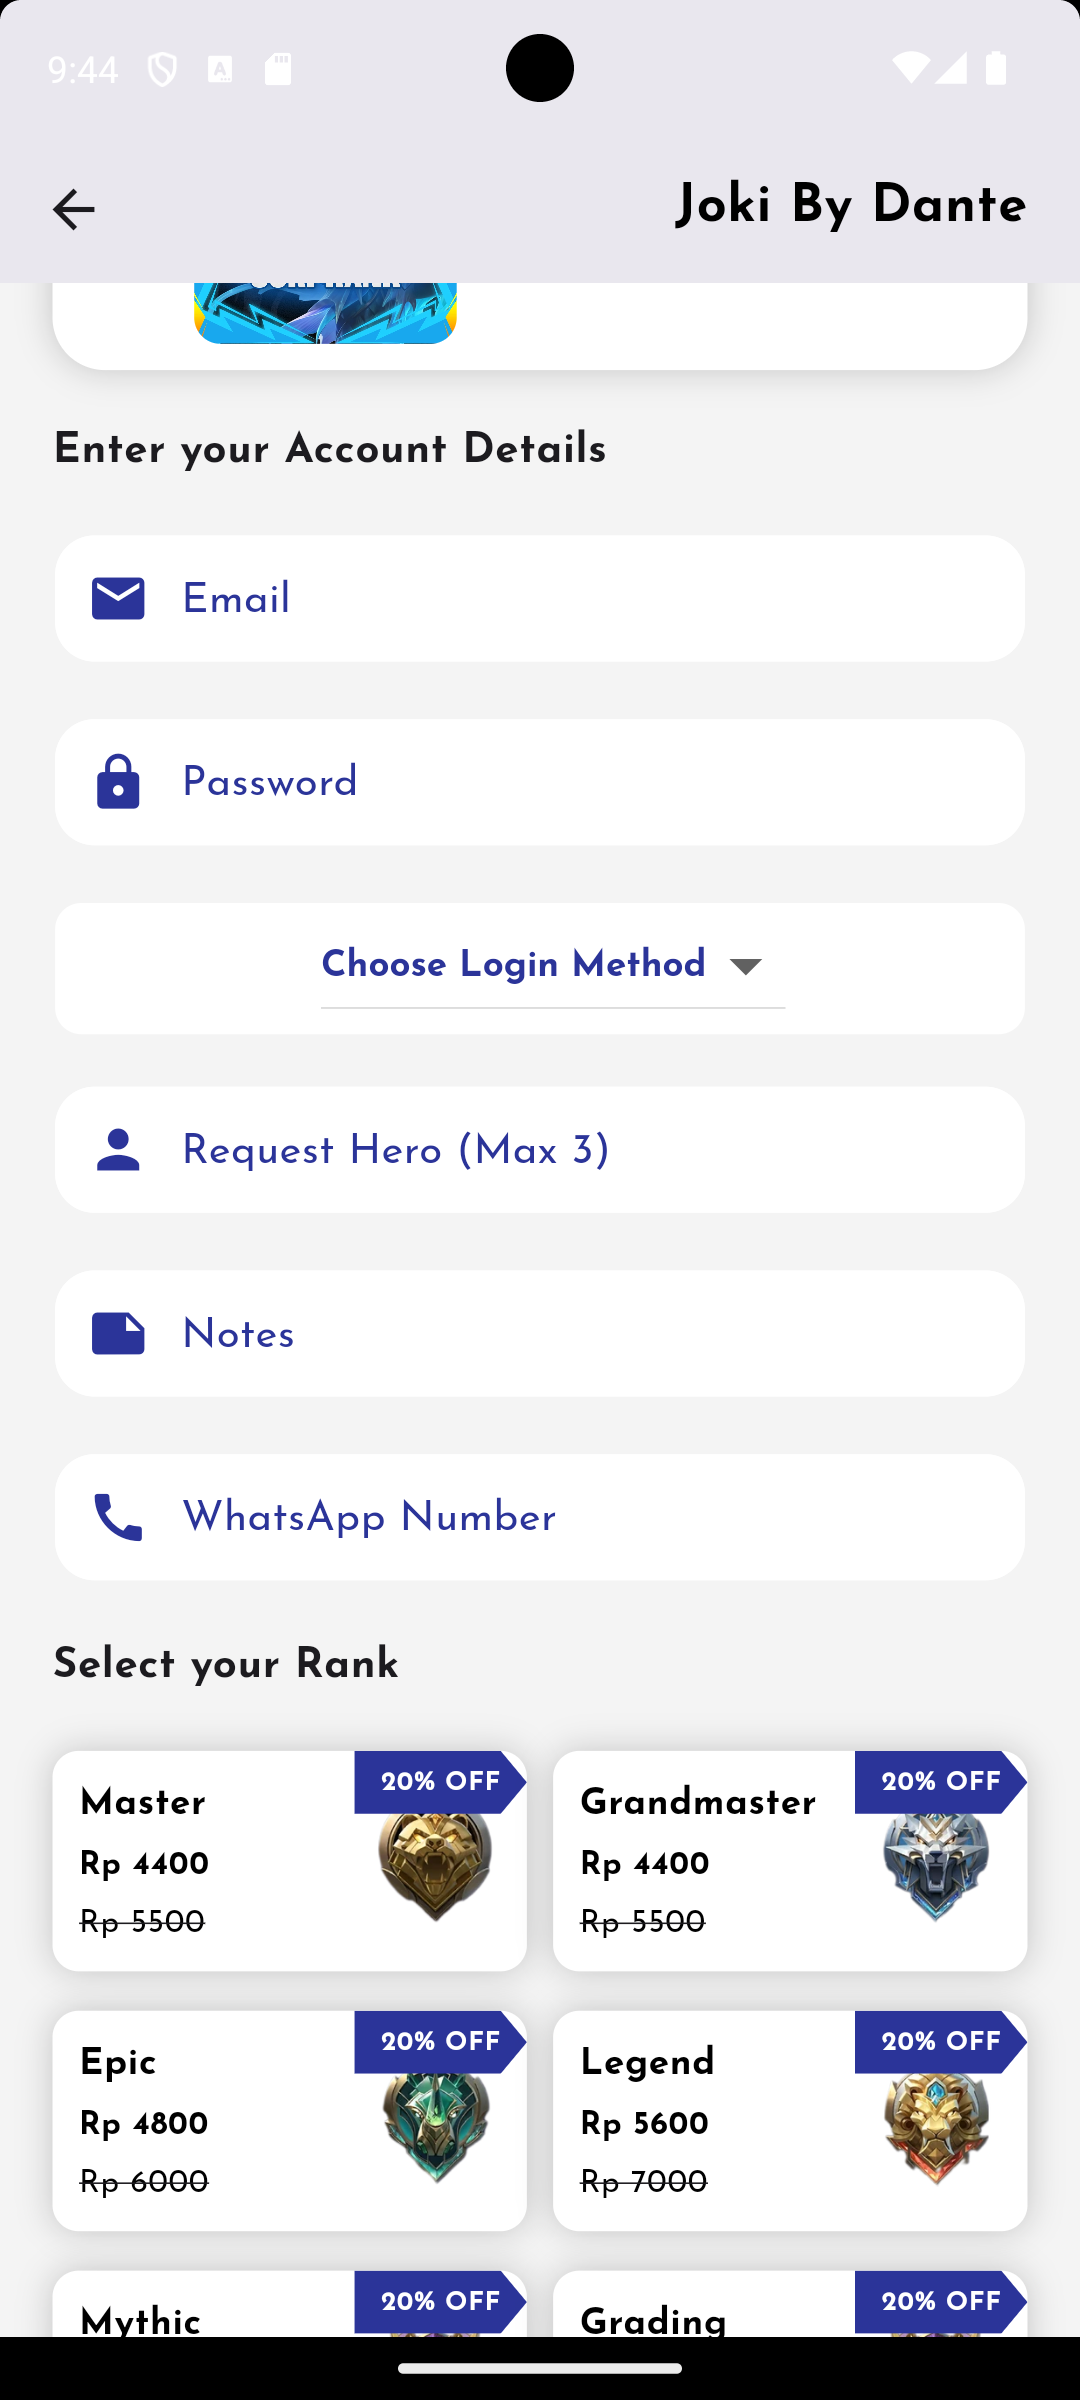 9:44
Joki By Dante
Enter your Account Details
Email
Password
Choose Login Method
Request Hero (Max 3)
Notes
WhatsApp Number
Select your Rank
20% OFF
Master
Rp 4400
Rp 5500
20% OFF
Grandmaster
Rp 4400
Rp 5500
20% OFF
Epic
Rp 4800
Rp 6000
20% OFF
Legend
Rp 5600
Rp 7000
20% OFF
Mythic
20% OFF
Grading